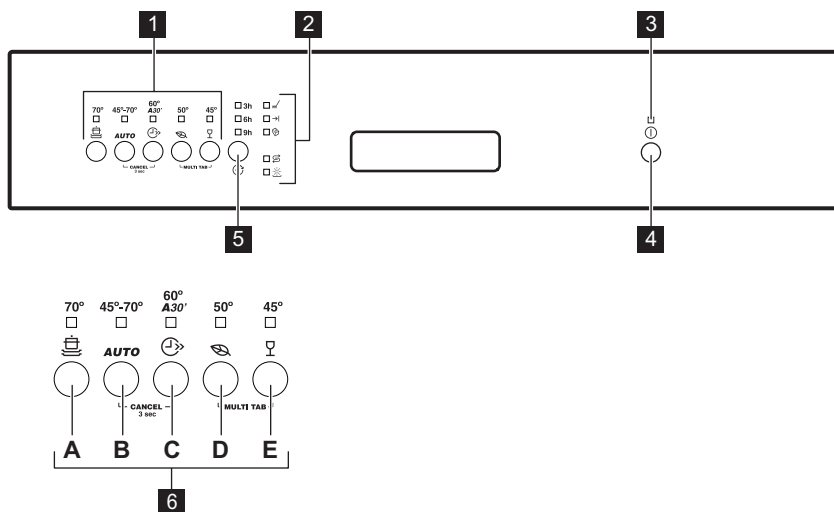 1
2
3
70° 45°-70° 60° A30' 50° 45°
3h
6h
9h
AUTO
CANCEL
3 sec
MULTI TAB
5
4
70° 45°-70° 60° A30' 50° 45°
AUTO
CANCEL
3 sec
MULTI TAB
A B C D E
6